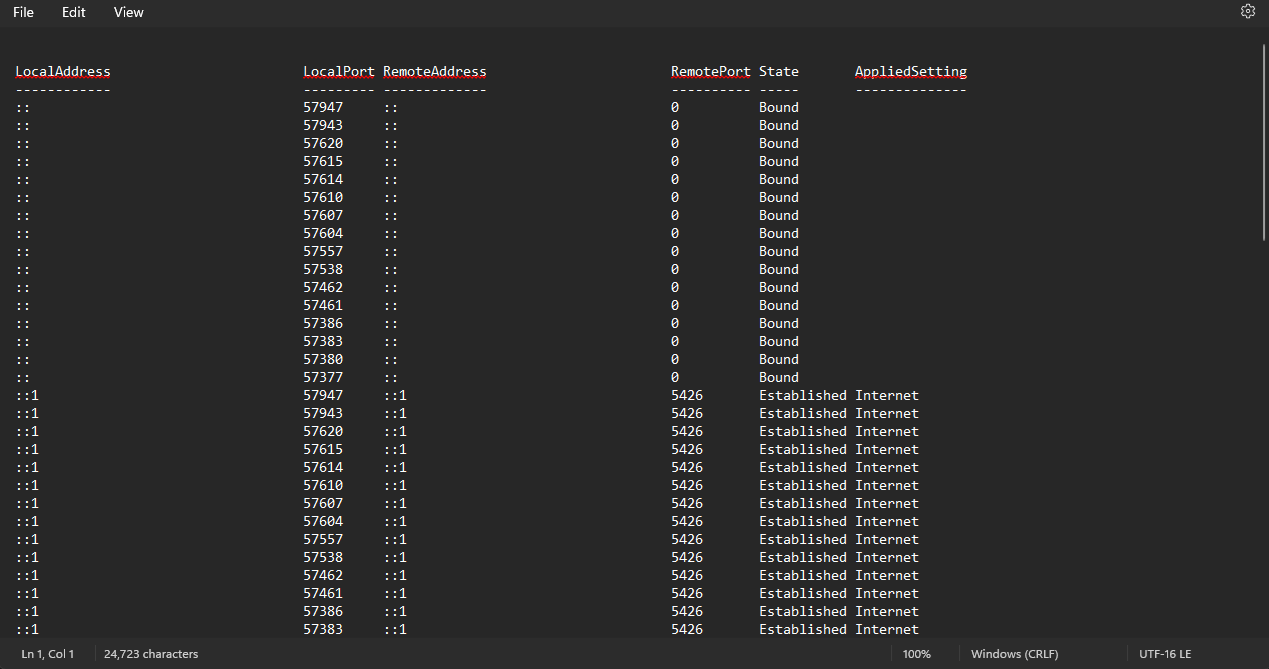 File Edit View
LocalAddress LocalPort RemoteAddress RemotePort State AppliedSetting
------------ --------- ------------- ---------- ----- --------------
:: 57947 :: 0 Bound
:: 57943 :: 0 Bound
:: 57620 :: 0 Bound
:: 57615 :: 0 Bound
:: 57614 :: 0 Bound
:: 57610 :: 0 Bound
:: 57607 :: 0 Bound
:: 57604 :: 0 Bound
:: 57557 :: 0 Bound
:: 57538 :: 0 Bound
:: 57462 :: 0 Bound
:: 57461 :: 0 Bound
:: 57386 :: 0 Bound
:: 57383 :: 0 Bound
:: 57380 :: 0 Bound
:: 57377 :: 0 Bound
::1 57947 ::1 5426 Established Internet
::1 57943 ::1 5426 Established Internet
::1 57620 ::1 5426 Established Internet
::1 57615 ::1 5426 Established Internet
::1 57614 ::1 5426 Established Internet
::1 57610 ::1 5426 Established Internet
::1 57607 ::1 5426 Established Internet
::1 57604 ::1 5426 Established Internet
::1 57557 ::1 5426 Established Internet
::1 57538 ::1 5426 Established Internet
::1 57462 ::1 5426 Established Internet
::1 57461 ::1 5426 Established Internet
::1 57386 ::1 5426 Established Internet
::1 57383 ::1 5426 Established Internet
Ln 1, Col 1 24,723 characters 100% Windows (CRLF) UTF-16 LE